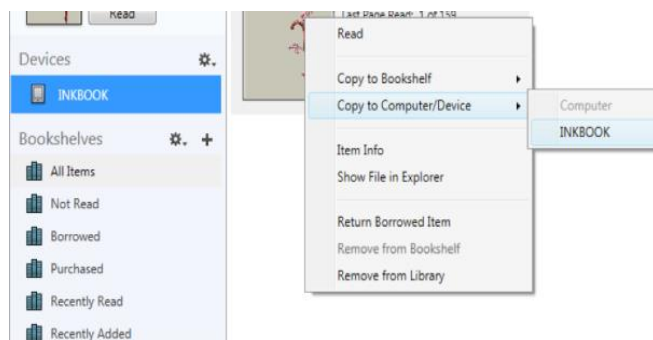 Read
Last Page Read: 1 of 159
Devices
INKBOOK
Bookshelves
All Items
Not Read
Borrowed
Purchased
Recently Read
Recently Added
Read
Copy to Bookshelf
Copy to Computer/Device
Item Info
Show File in Explorer
Return Borrowed Item
Remove from Bookshelf
Remove from Library
Computer
INKBOOK